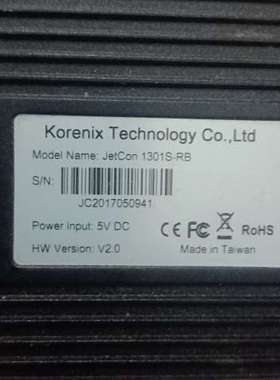 Korenix Technology Co.,Ltd
Model Name: JetCon 1301S-RB
S/N:
JC2017050941
Power Input: 5V DC
CE FC RoHS
HW Version: V2.0
Made in Taiwan